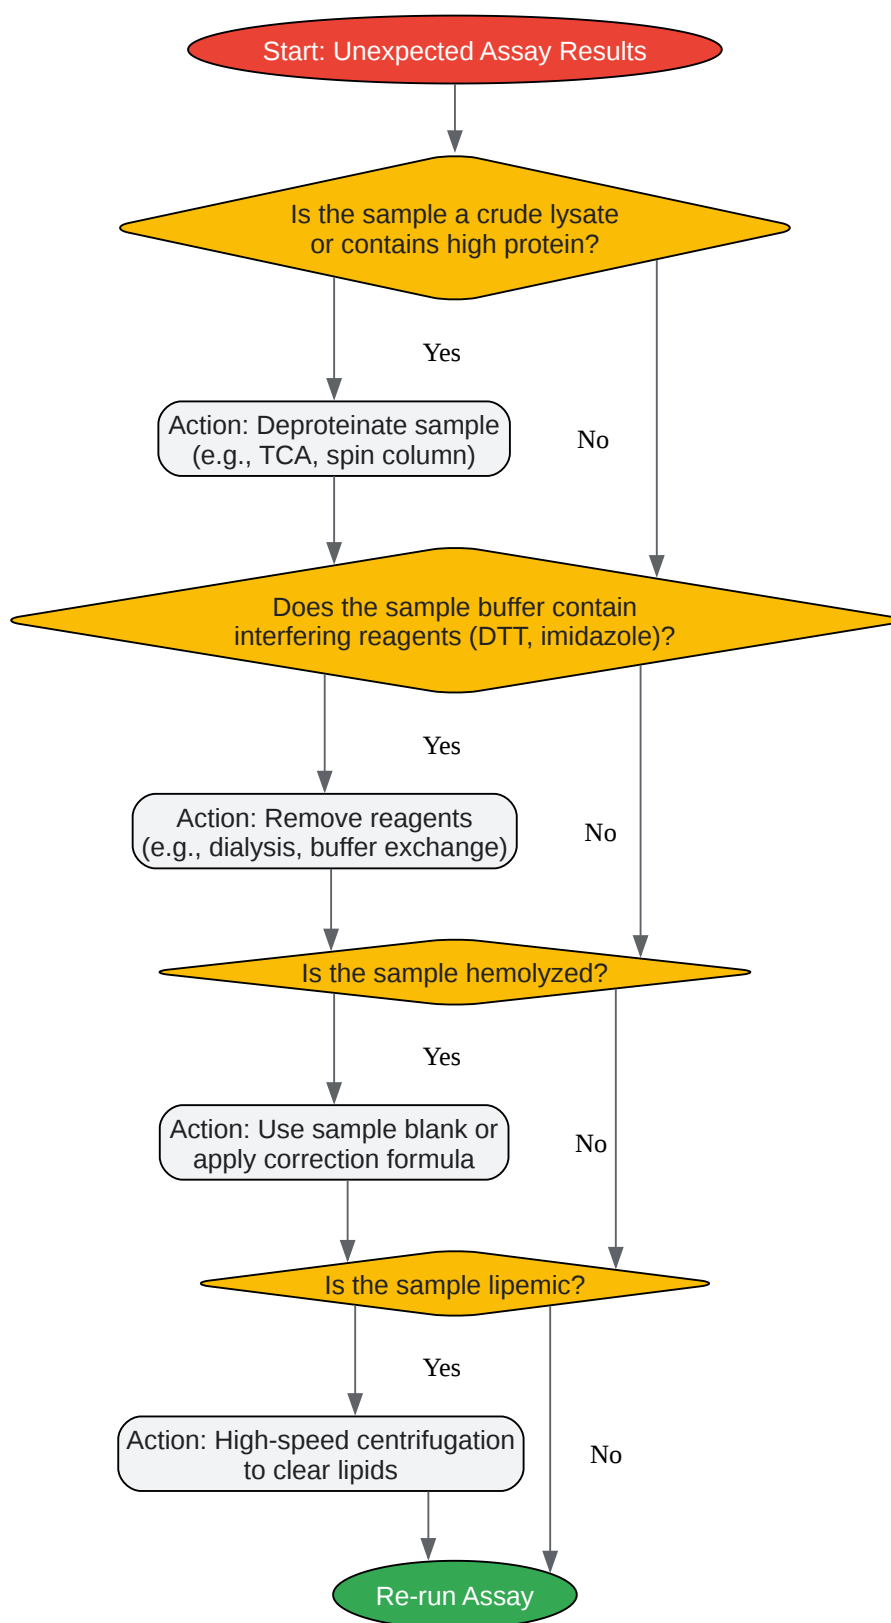 Start: Unexpected Assay Results
Is the sample a crude lysate
or contains high protein?
Yes
Action: Deproteinate sample
(e.g., TCA, spin column)
No
Does the sample buffer contain
interfering reagents (DTT, imidazole)?
Yes
Action: Remove reagents
(e.g., dialysis, buffer exchange)
No
Is the sample hemolyzed?
Yes
Action: Use sample blank or
apply correction formula
No
Is the sample lipemic?
Yes
Action: High-speed centrifugation
to clear lipids
No
Re-run Assay